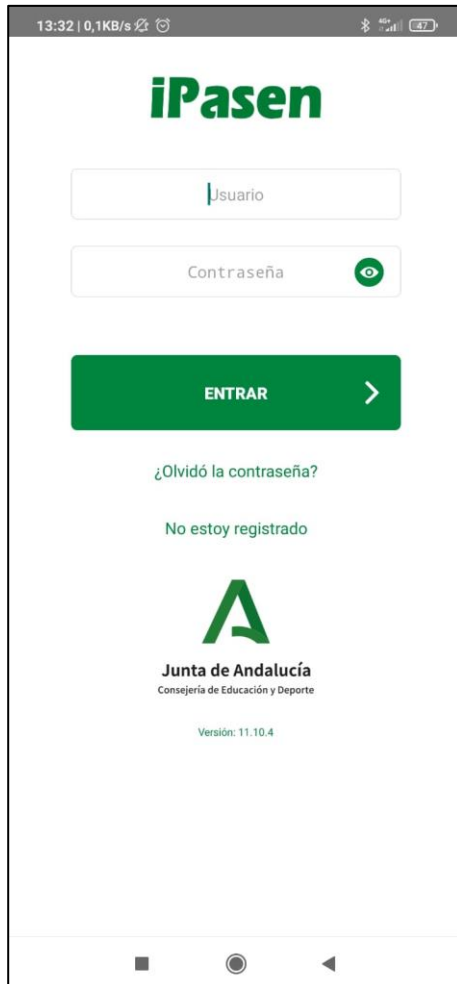 13:32 | 0,1KB/s
4G+
47
iPasen
Usuario
Contraseña
ENTRAR
¿Olvidó la contraseña?
No estoy registrado
Junta de Andalucía
Consejería de Educación y Deporte
Versión: 11.10.4